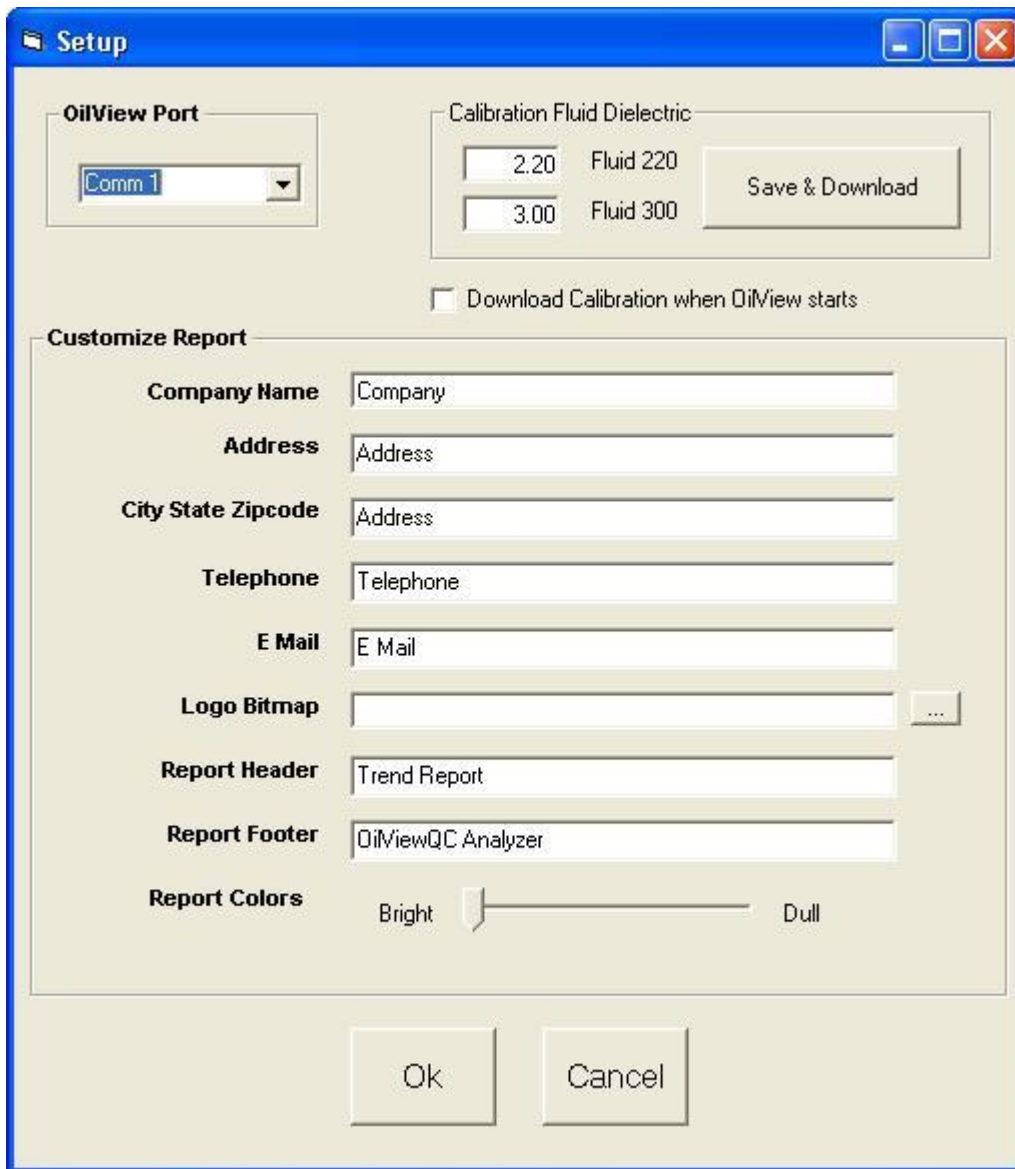 Setup
OilView Port
Comm 1
Calibration Fluid Dielectric
2.20 Fluid 220
3.00 Fluid 300
Save & Download
Download Calibration when OilView starts
Customize Report
Company Name Company
Address Address
City State Zipcode Address
Telephone Telephone
E Mail E Mail
Logo Bitmap ...
Report Header Trend Report
Report Footer OilViewQC Analyzer
Report Colors Bright Dull
Ok Cancel